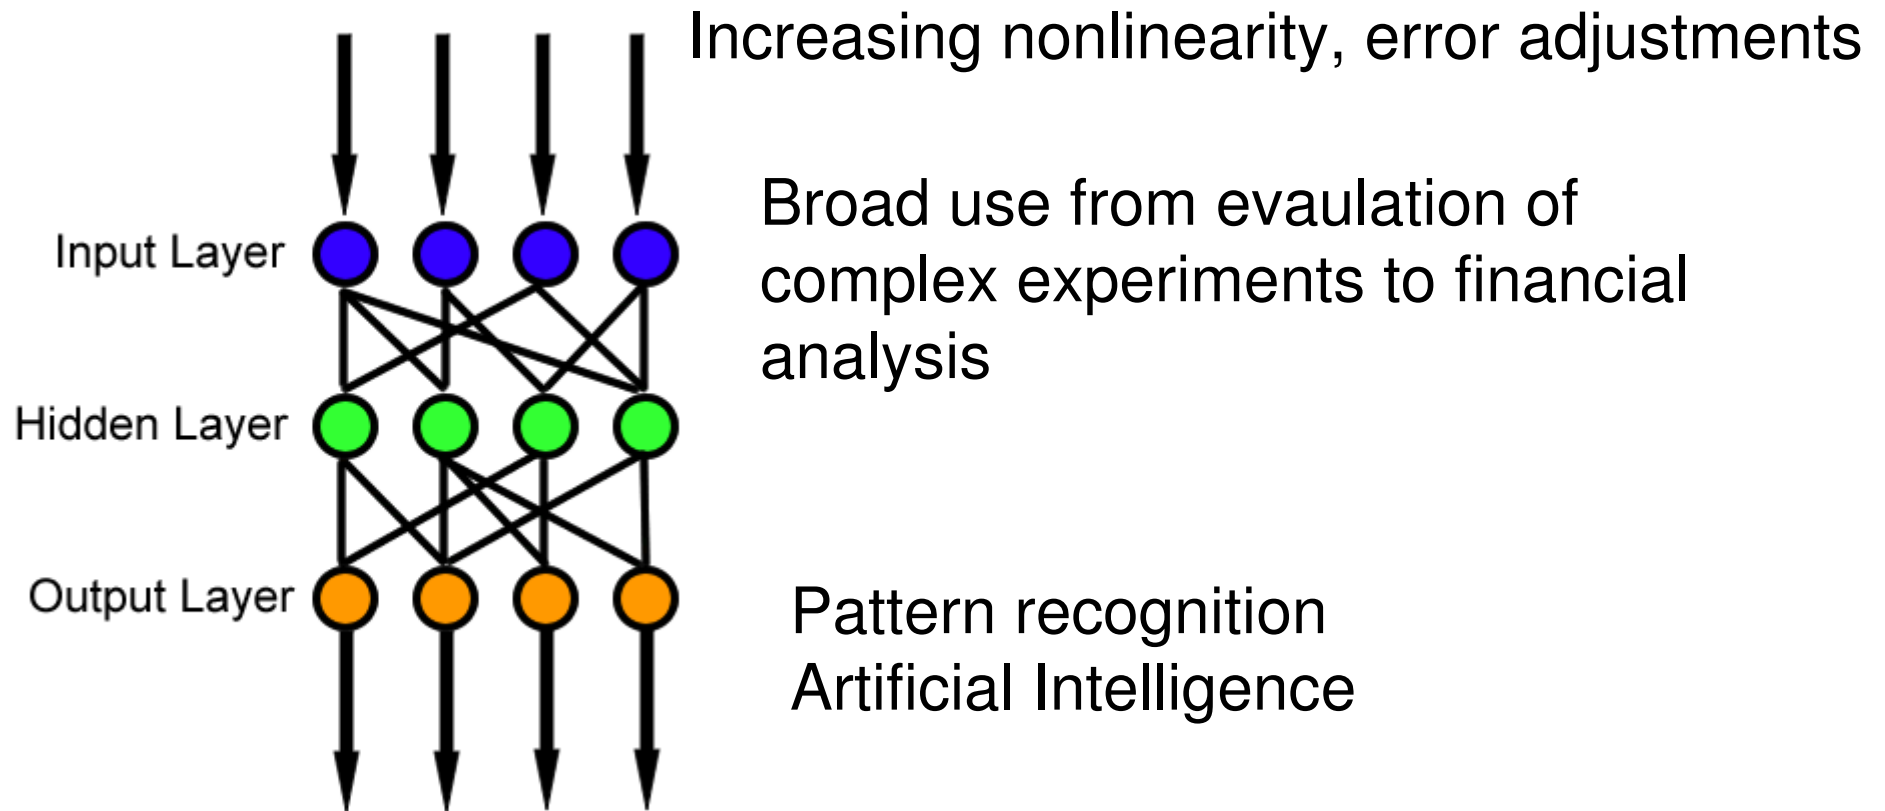 Increasing nonlinearity, error adjustments
Broad use from evaulation of
complex experiments to financial
analysis
Input Layer
Hidden Layer
Output Layer
Pattern recognition
Artificial Intelligence